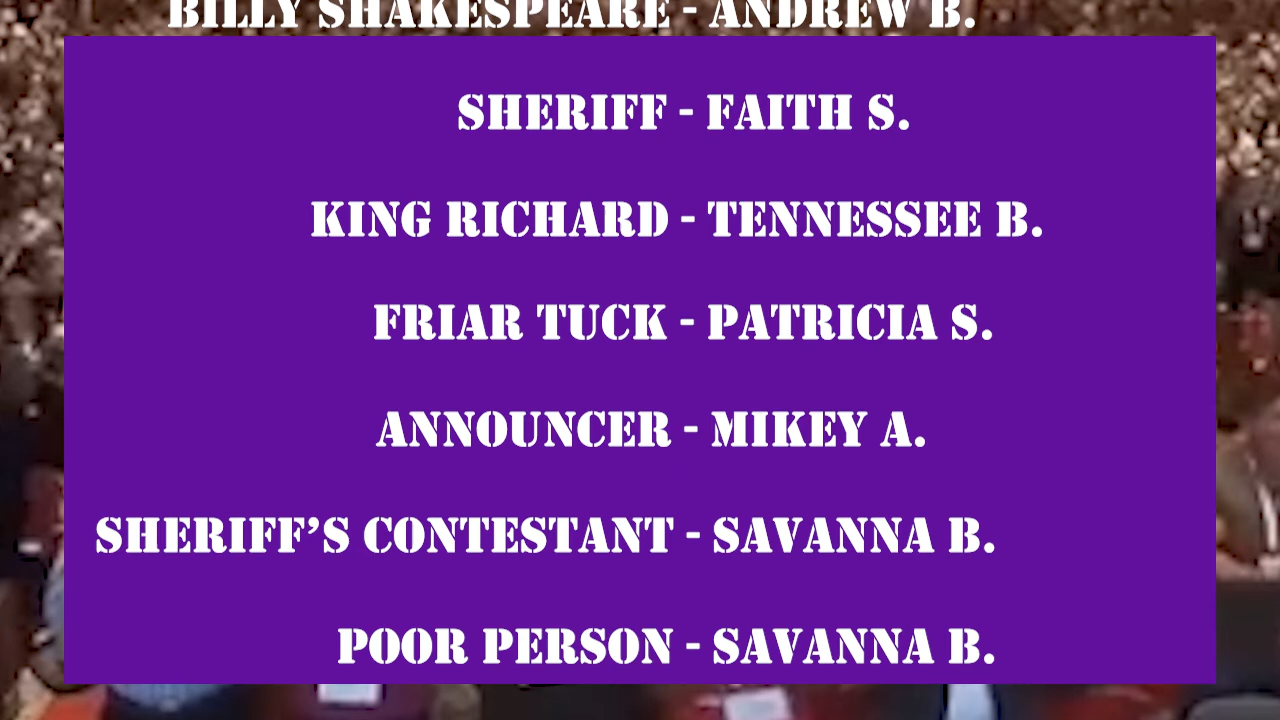 BILLY SHAKESPEARE - ANDREW B.
SHERIFF - FAITH S.
KING RICHARD - TENNESSEE B.
FRIAR TUCK - PATRICIA S.
ANNOUNCER - MIKEY A.
SHERIFF’S CONTESTANT - SAVANNA B.
POOR PERSON - SAVANNA B.